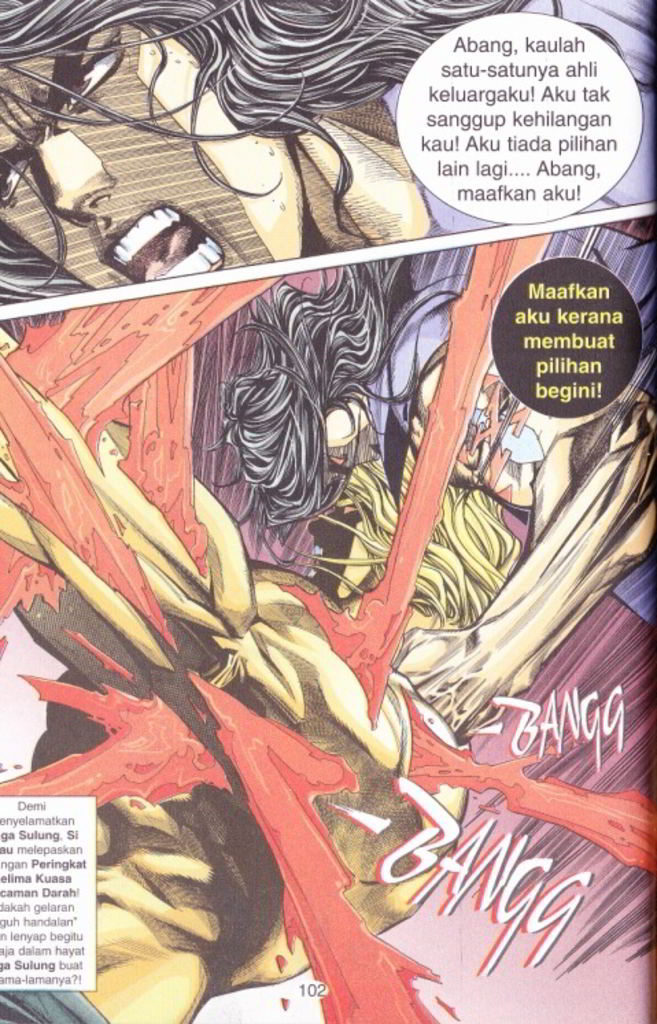 Abang, kaulah
satu-satunya ahli
keluargaku! Aku tak
sanggup kehilangan
kau! Aku tiada pilihan
lain lagi.... Abang,
maafkan aku!
Maafkan
aku kerana
membuat
pilihan
begini!
BANGG
BANGG
Demi
enyelamatkan
ga Sulung, Si
au melepaskan
ngan Peringkat
elima Kuasa
caman Darah!
dakah gelaran
guh handalan"
n lenyap begitu
aja dalam hayat
ga Sulung buat
ama-lamanya?!
102